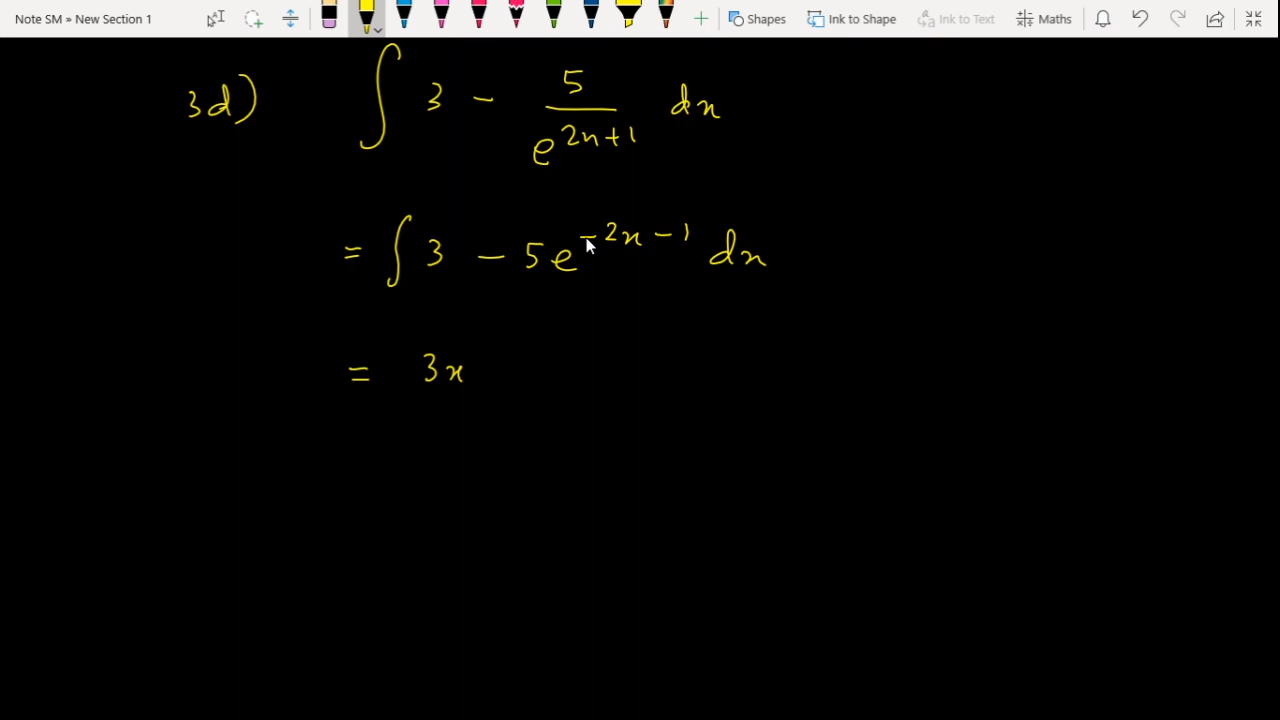 Note SM » New Section 1
Shapes
Ink to Shape
Ink to Text
Maths
3d) ∫ 3 - 5/e^(2x+1) dx
= ∫ 3 - 5e^(-2x-1) dx
= 3x